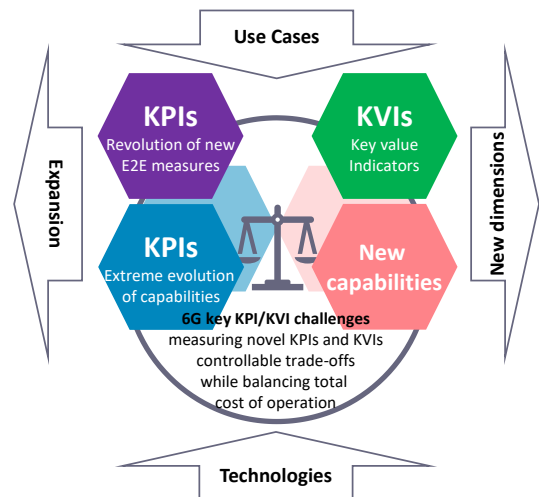 Use Cases
KPIs
Revolution of new
E2E measures
KVIs
Key value
Indicators
Expansion
New dimensions
KPIs
Extreme evolution
of capabilities
New
capabilities
6G key KPI/KVI challenges
measuring novel KPIs and KVIs
controllable trade-offs
while balancing total
cost of operation
Technologies